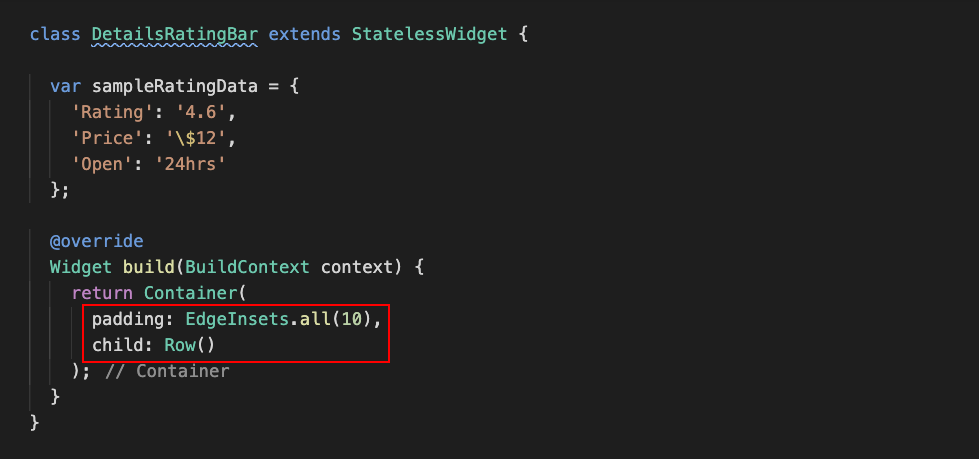 class DetailsRatingBar extends StatelessWidget {
var sampleRatingData = {
'Rating': '4.6',
'Price': '\$12',
'Open': '24hrs'
};
@override
Widget build(BuildContext context) {
return Container(
padding: EdgeInsets.all(10),
child: Row()
); // Container
}
}